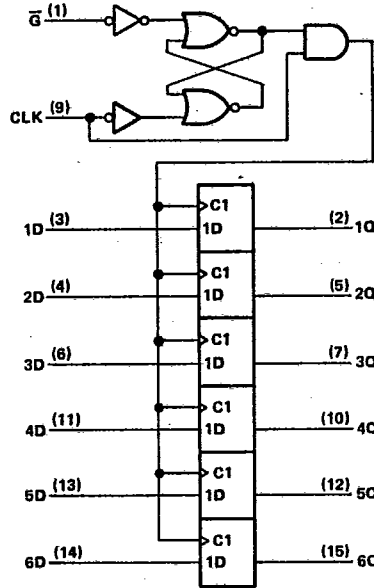 G̅ (1)
CLK (9)
C1
1D (3) 1D (2) 1Q
C1
2D (4) 1D (5) 2Q
C1
3D (6) 1D (7) 3Q
C1
4D (11) 1D (10) 4Q
C1
5D (13) 1D (12) 5Q
C1
6D (14) 1D (15) 6Q